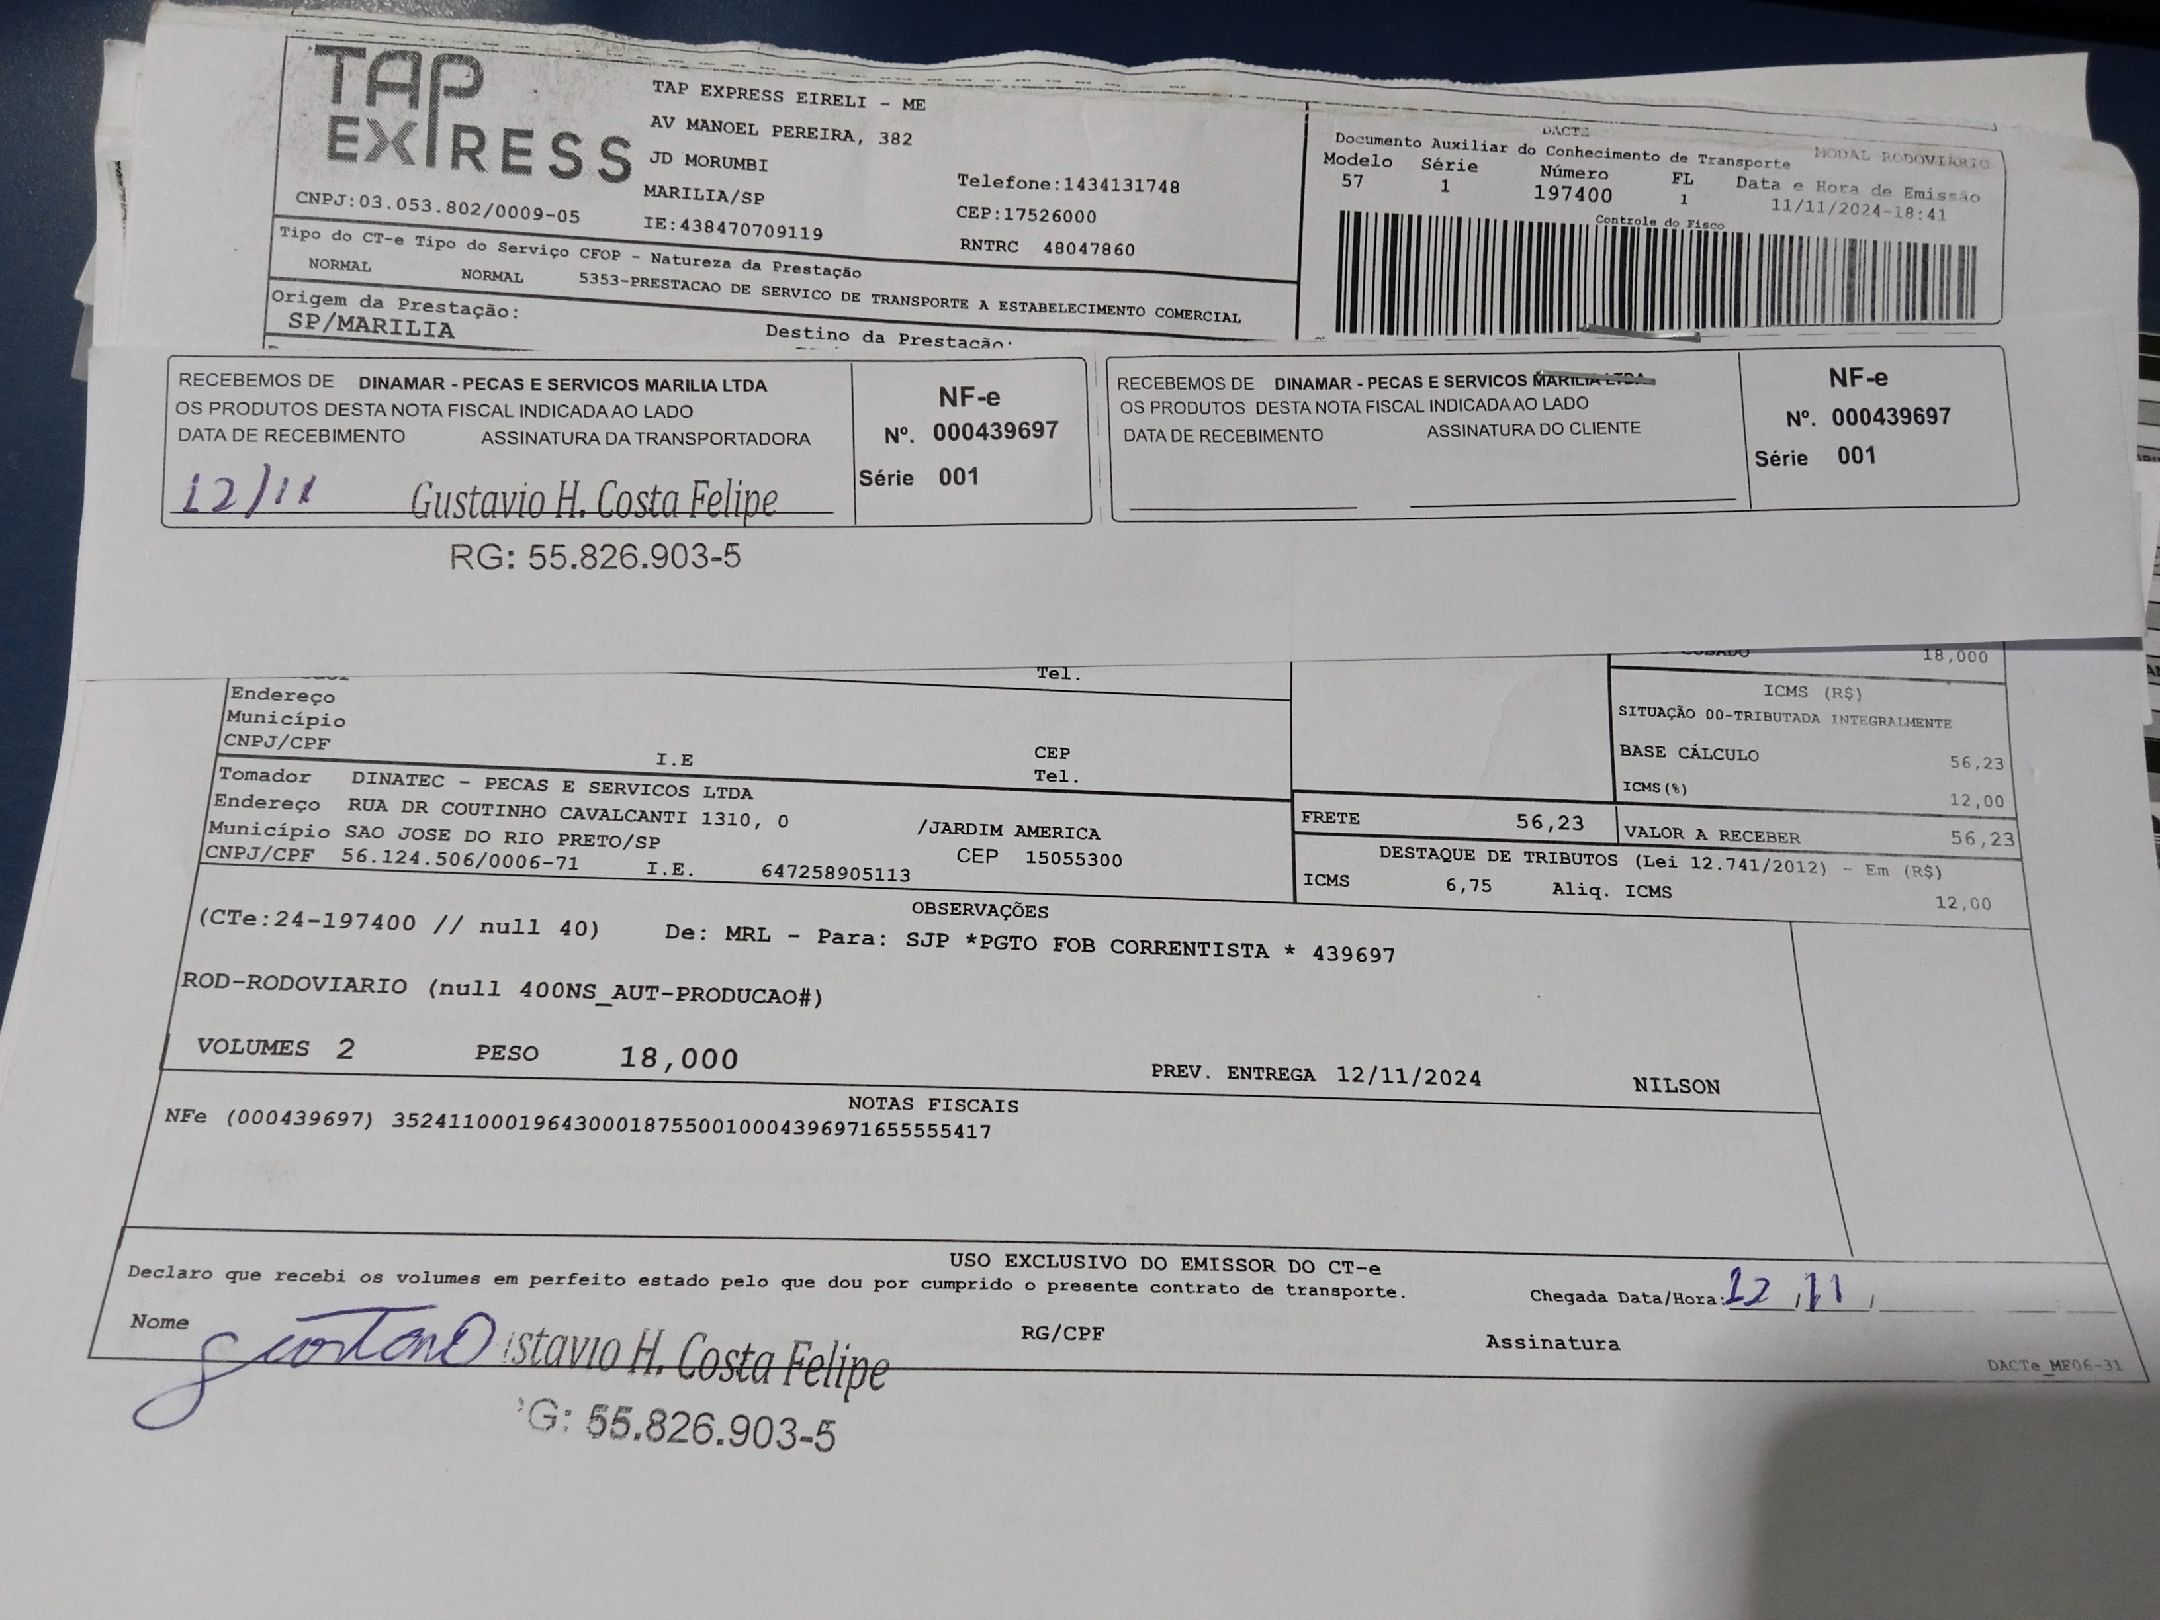 TAP
EXPRESS
CNPJ:03.053.802/0009-05
TAP EXPRESS EIRELI - ME
AV MANOEL PEREIRA, 382
JD MORUMBI
MARILIA/SP
IE:438470709119
Telefone:1434131748
CEP:17526000
RNTRC 48047860
DACTE
Documento Auxiliar do Conhecimento de Transporte MODAL RODOVIÁRIO
Modelo Série Número FL Data e Hora de Emissão
57 1 197400 1 11/11/2024-18:41
Controle do Fisco
Tipo do CT-e Tipo do Serviço CFOP - Natureza da Prestação
NORMAL NORMAL 5353-PRESTACAO DE SERVICO DE TRANSPORTE A ESTABELECIMENTO COMERCIAL
Origem da Prestação:
SP/MARILIA
Destino da Prestação:
RECEBEMOS DE DINAMAR - PECAS E SERVICOS MARILIA LTDA
OS PRODUTOS DESTA NOTA FISCAL INDICADA AO LADO
DATA DE RECEBIMENTO ASSINATURA DA TRANSPORTADORA
12/11 Gustavio H. Costa Felipe
RG: 55.826.903-5
NF-e
Nº. 000439697
Série 001
RECEBEMOS DE DINAMAR - PECAS E SERVICOS MARILIA LTDA
OS PRODUTOS DESTA NOTA FISCAL INDICADA AO LADO
DATA DE RECEBIMENTO ASSINATURA DO CLIENTE
NF-e
Nº. 000439697
Série 001
Tel.
18,000
Endereço
Município
CNPJ/CPF I.E CEP
Tel.
ICMS (R$)
SITUAÇÃO 00-TRIBUTADA INTEGRALMENTE
BASE CÁLCULO 56,23
ICMS(%) 12,00
Tomador DINATEC - PECAS E SERVICOS LTDA
Endereço RUA DR COUTINHO CAVALCANTI 1310, 0 /JARDIM AMERICA
Município SAO JOSE DO RIO PRETO/SP CEP 15055300
CNPJ/CPF 56.124.506/0006-71 I.E. 647258905113
FRETE 56,23 VALOR A RECEBER 56,23
DESTAQUE DE TRIBUTOS (Lei 12.741/2012) - Em (R$)
ICMS 6,75 Aliq. ICMS 12,00
OBSERVAÇÕES
(CTe:24-197400 // null 40) De: MRL - Para: SJP *PGTO FOB CORRENTISTA * 439697
ROD-RODOVIARIO (null 400NS_AUT-PRODUCAO#)
VOLUMES 2 PESO 18,000 PREV. ENTREGA 12/11/2024 NILSON
NOTAS FISCAIS
NFe (000439697) 35241100019643000187550010004396971655555417
USO EXCLUSIVO DO EMISSOR DO CT-e
Declaro que recebi os volumes em perfeito estado pelo que dou por cumprido o presente contrato de transporte. Chegada Data/Hora: 12/11
Nome RG/CPF Assinatura
stavio H. Costa Felipe
G: 55.826.903-5
DACTe_MF06-31